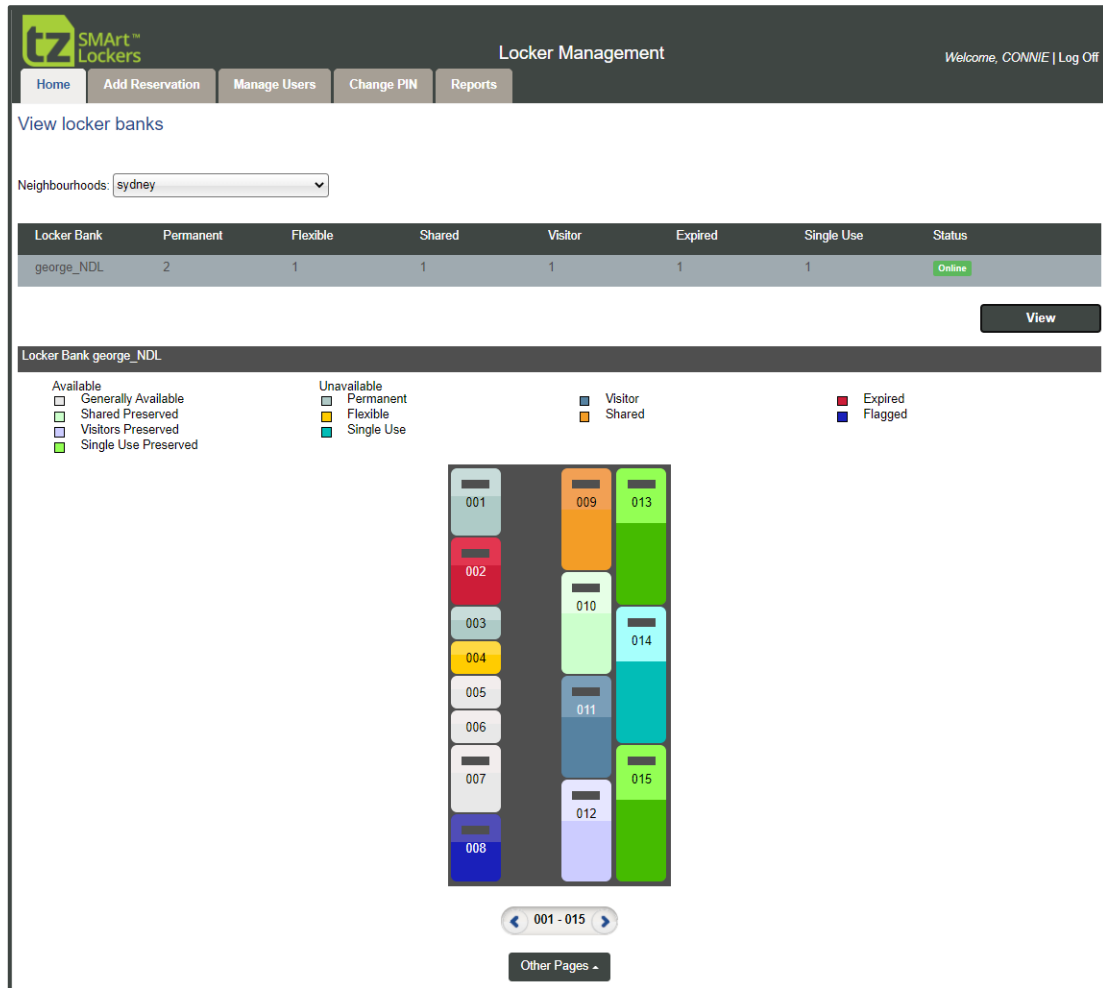 tz SMArt™ Lockers
Locker Management
Welcome, CONNIE | Log Off
Home Add Reservation Manage Users Change PIN Reports
View locker banks
Neighbourhoods: sydney
Locker Bank Permanent Flexible Shared Visitor Expired Single Use Status
george_NDL 2 1 1 1 1 1 Online
View
Locker Bank george_NDL
Available Unavailable
Generally Available Permanent Visitor Expired
Shared Preserved Flexible Shared Flagged
Visitors Preserved Single Use
Single Use Preserved
001 009 013
002
010
003
014
004
005
011
006
007 015
012
008
001 - 015
Other Pages